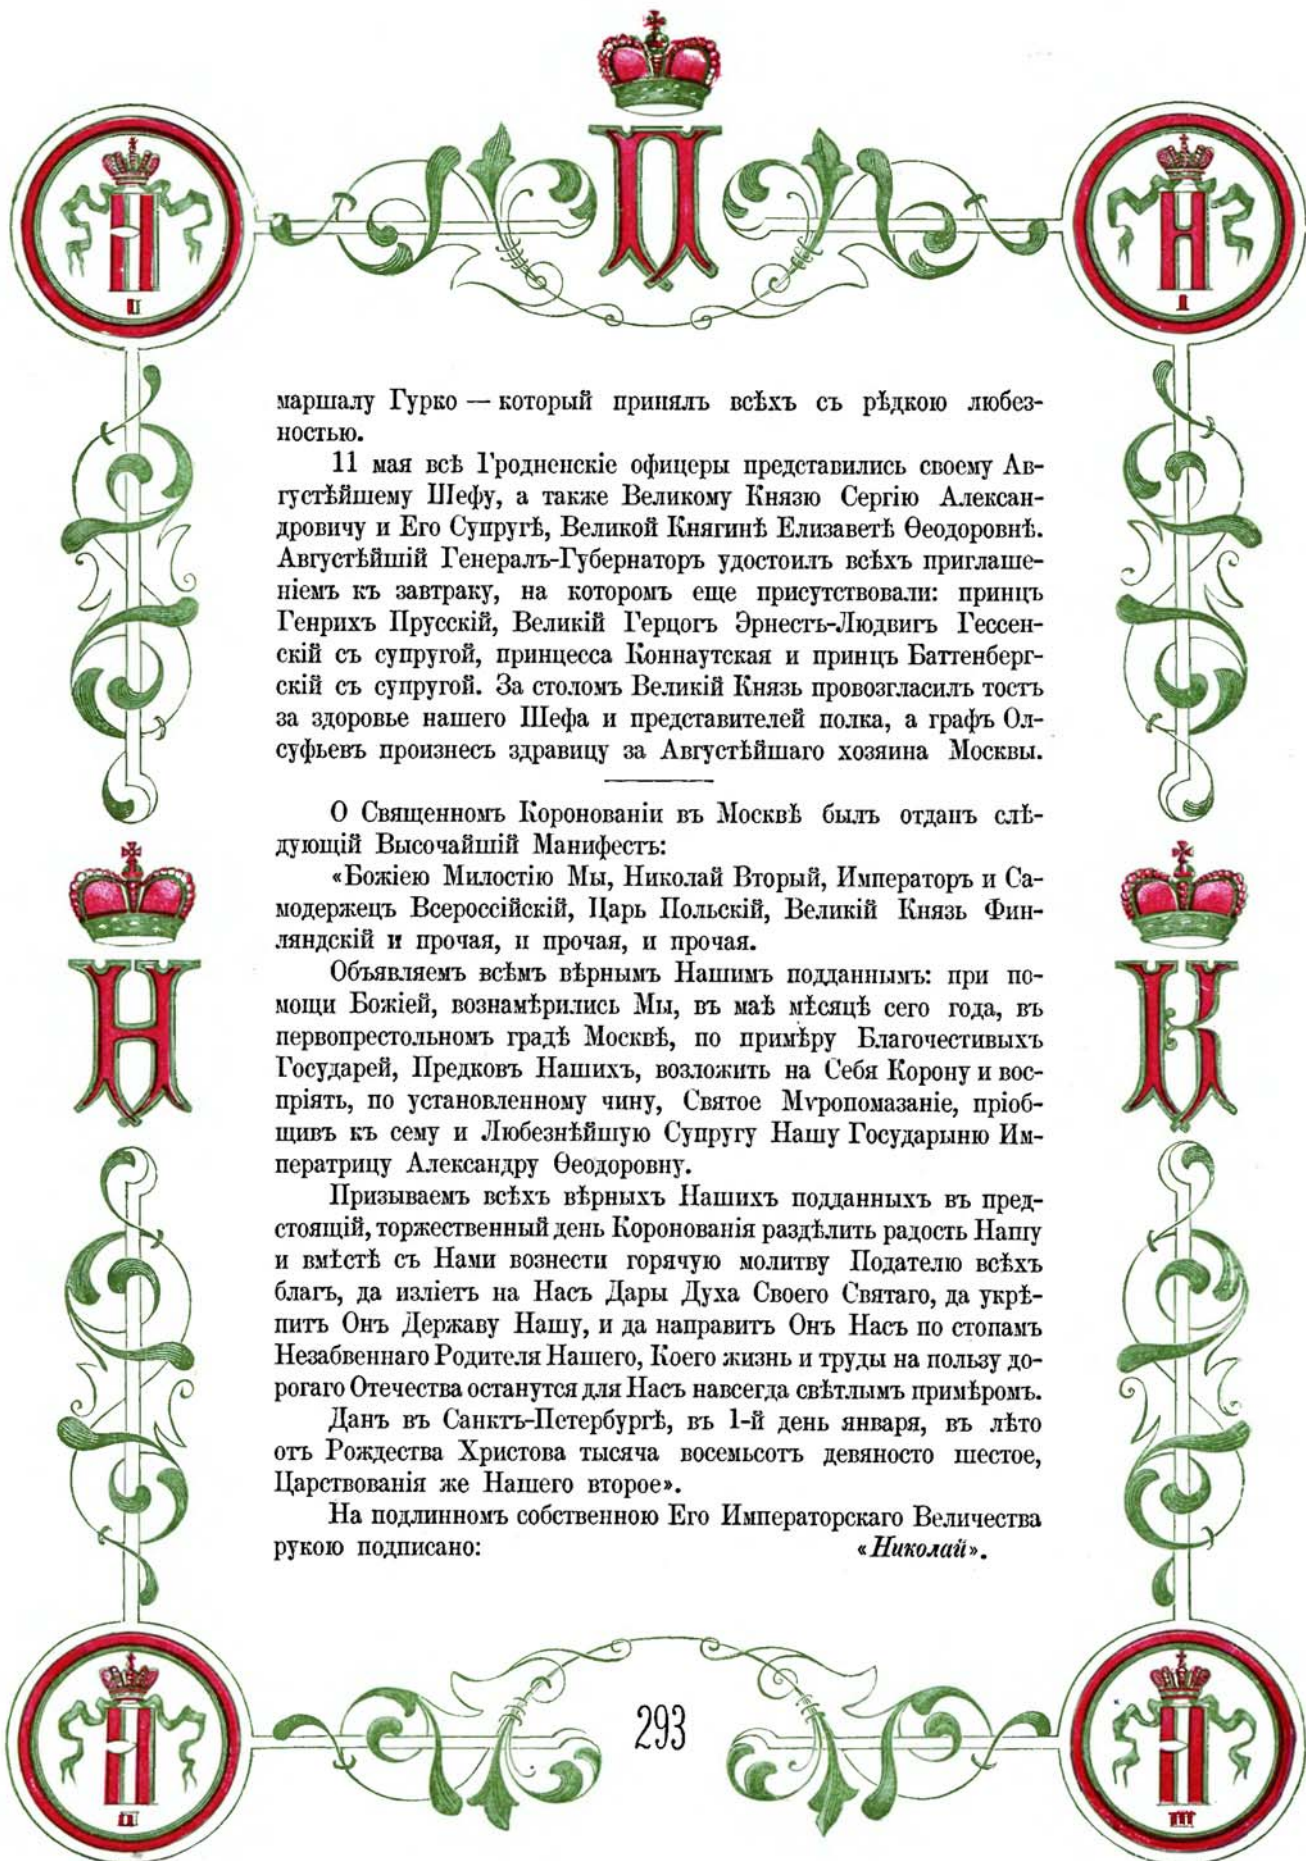 П
II
I
маршалу Гурко — который принялъ всѣхъ съ рѣдкою любез-
ностью.
11 мая всѣ Гродненскіе офицеры представились своему Ав-
густѣйшему Шефу, а также Великому Князю Сергію Алексан-
дровичу и Его Супругѣ, Великой Княгинѣ Елизаветѣ Ѳеодоровнѣ.
Августѣйшій Генералъ-Губернаторъ удостоилъ всѣхъ приглаше-
ніемъ къ завтраку, на которомъ еще присутствовали: принцъ
Генрихъ Прусскій, Великій Герцогъ Эрнестъ-Людвигъ Гессен-
скій съ супругой, принцесса Коннаутская и принцъ Баттенберг-
скій съ супругой. За столомъ Великій Князь провозгласилъ тостъ
за здоровье нашего Шефа и представителей полка, а графъ Ол-
суфьевъ произнесъ здравицу за Августѣйшаго хозяина Москвы.
О Священномъ Коронованіи въ Москвѣ былъ отданъ слѣ-
дующій Высочайшій Манифестъ:
«Божіею Милостію Мы, Николай Вторый, Императоръ и Са-
модержецъ Всероссійскій, Царь Польскій, Великій Князь Фин-
ляндскій и прочая, и прочая, и прочая.
Н
К
Объявляемъ всѣмъ вѣрнымъ Нашимъ подданнымъ: при по-
мощи Божіей, вознамѣрились Мы, въ маѣ мѣсяцѣ сего года, въ
первопрестольномъ градѣ Москвѣ, по примѣру Благочестивыхъ
Государей, Предковъ Нашихъ, возложить на Себя Корону и вос-
пріять, по установленному чину, Святое Мѵропомазаніе, пріоб-
щивъ къ сему и Любезнѣйшую Супругу Нашу Государыню Им-
ператрицу Александру Ѳеодоровну.
Призываемъ всѣхъ вѣрныхъ Нашихъ подданныхъ въ пред-
стоящій, торжественный день Коронованія раздѣлить радость Нашу
и вмѣстѣ съ Нами вознести горячую молитву Подателю всѣхъ
благъ, да изліетъ на Насъ Дары Духа Своего Святаго, да укрѣ-
питъ Онъ Державу Нашу, и да направитъ Онъ Насъ по стопамъ
Незабвеннаго Родителя Нашего, Коего жизнь и труды на пользу до-
рогаго Отечества останутся для Насъ навсегда свѣтлымъ примѣромъ.
Данъ въ Санктъ-Петербургѣ, въ 1-й день января, въ лѣто
отъ Рождества Христова тысяча восемьсотъ девяносто шестое,
Царствованія же Нашего второе».
На подлинномъ собственною Его Императорскаго Величества
рукою подписано: «Николай».
293
II
III